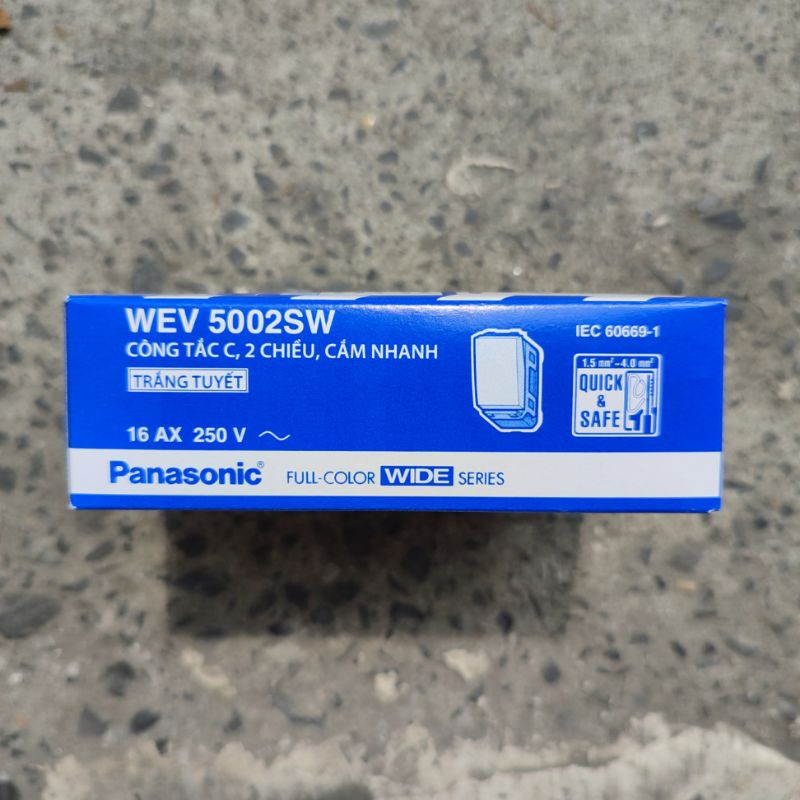 WEV 5002SW
CÔNG TẮC C, 2 CHIỀU, CẮM NHANH
TRẮNG TUYẾT
16 AX 250 V ~
IEC 60669-1
1.5 mm² ~ 4.0 mm²
QUICK
&
SAFE
Panasonic® FULL-COLOR WIDE SERIES